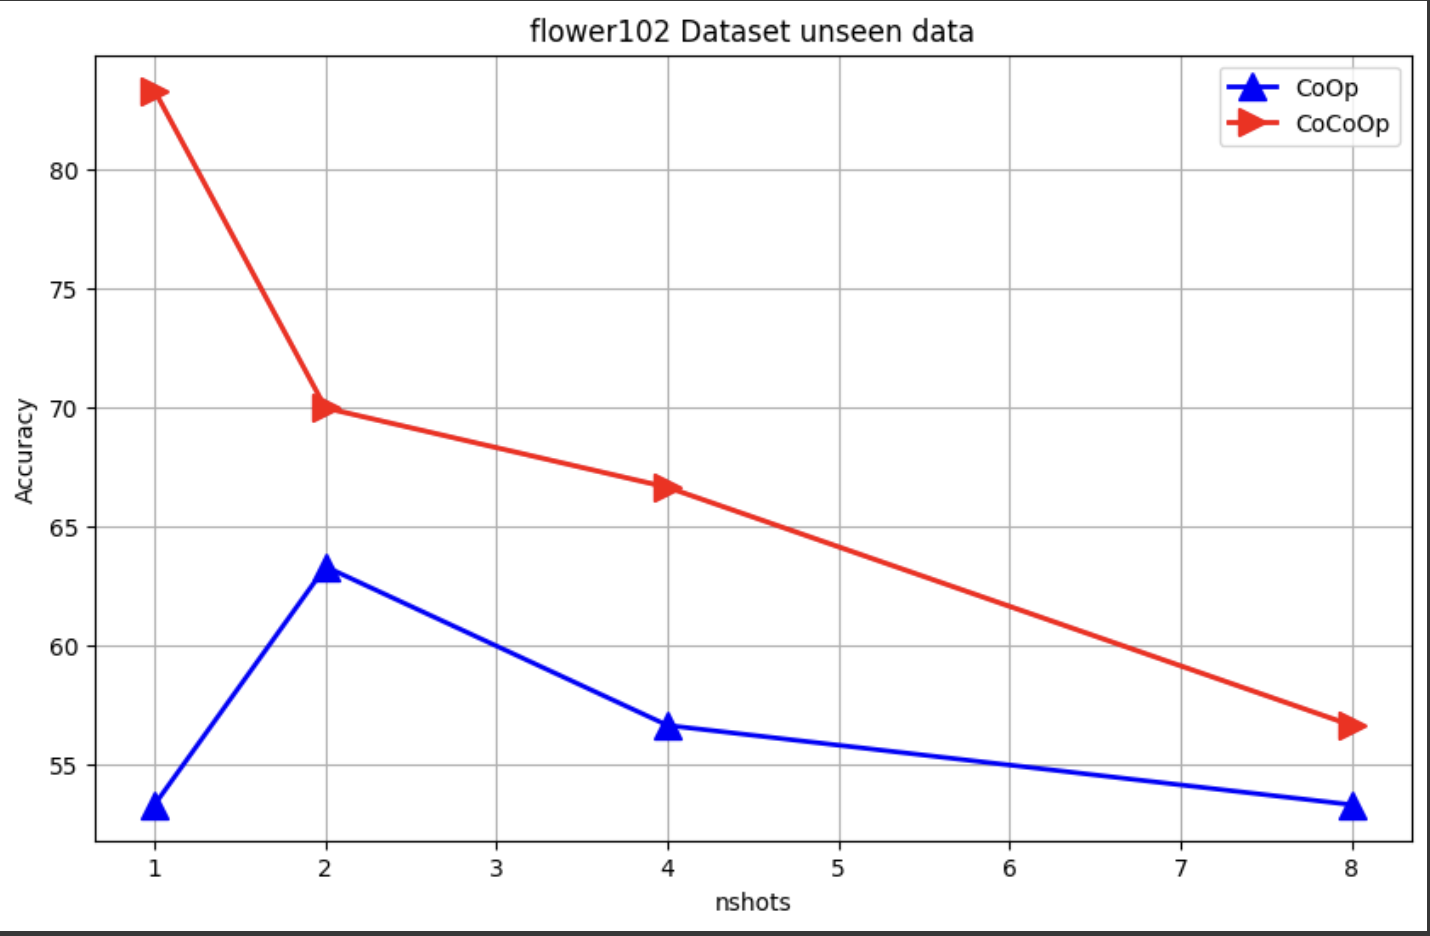 flower102 Dataset unseen data
CoOp
CoCoOp
80
75
70
65
60
55
Accuracy
1 2 3 4 5 6 7 8
nshots